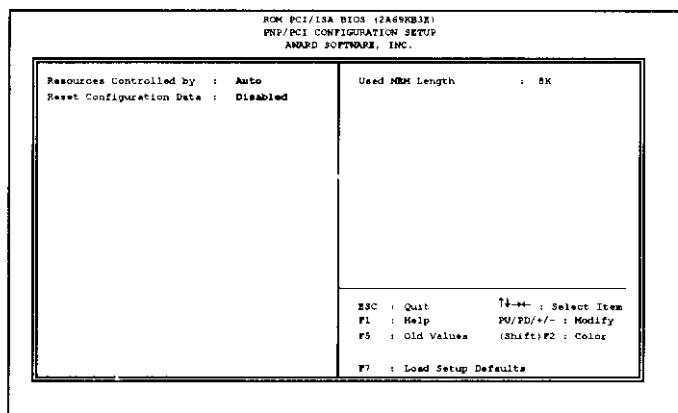 ROM PCI/ISA BIOS (2A69KB3E)
PNP/PCI CONFIGURATION SETUP
AWARD SOFTWARE, INC.
Resources Controlled by : Auto
Reset Configuration Data : Disabled
Used MEM Length : 8K
ESC : Quit ↑↓→← : Select Item
F1 : Help PU/PD/+/- : Modify
F5 : Old Values (Shift)F2 : Color
F7 : Load Setup Defaults